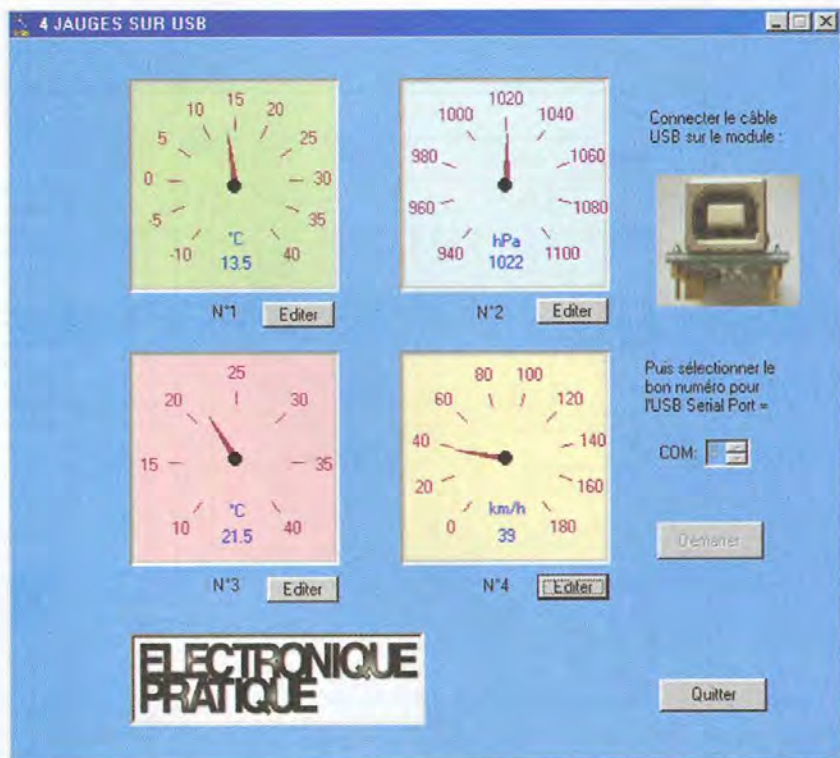 4 JAUGES SUR USB
15
10 20
5 25
0 30
-5 35
-10 40
°C
13.5
N°1 Editer
1020
1000 1040
980 1060
960 1080
940 1100
hPa
1022
N°2 Editer
Connecter le câble
USB sur le module :
25
20 30
15 35
10 40
°C
21.5
N°3 Editer
80 100
60 120
40 140
20 160
0 180
km/h
39
N°4 Editer
Puis sélectionner le
bon numéro pour
l'USB Serial Port =
COM:
Démarrer
ELECTRONIQUE
PRATIQUE
Quitter